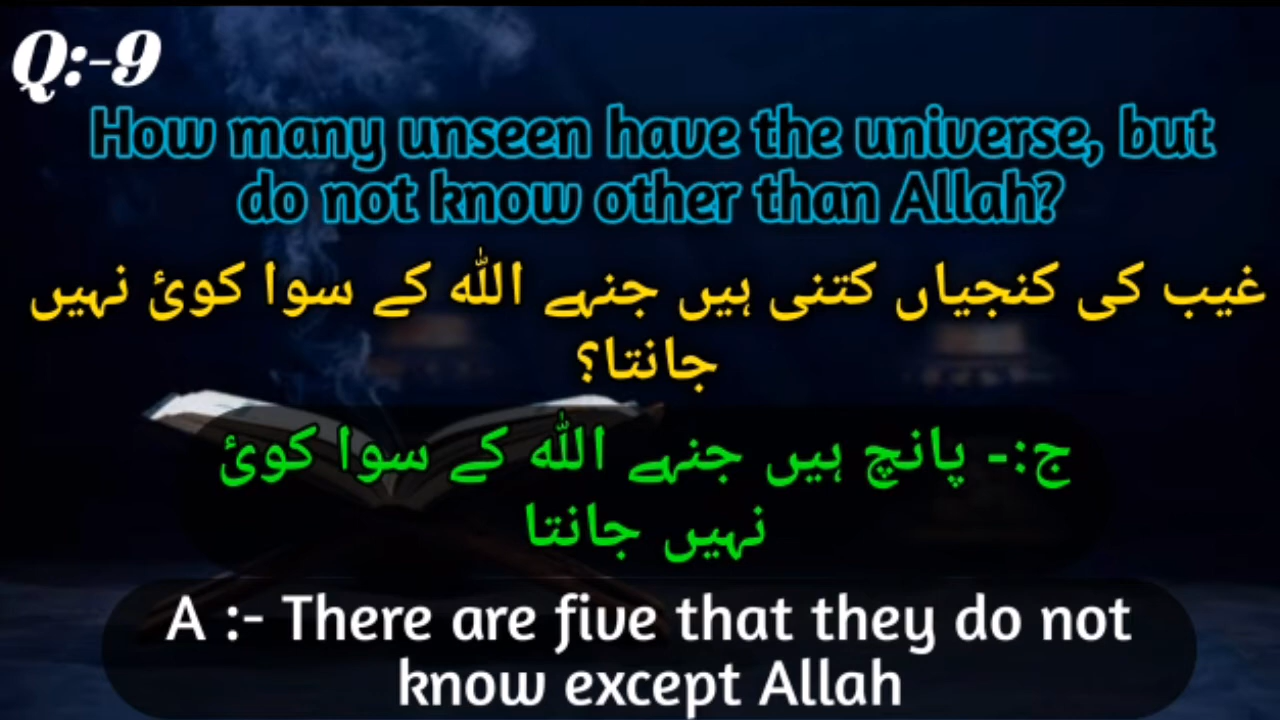 Q:-9
How many unseen have the universe, but
do not know other than Allah?
غیب کی کنجیاں کتنی ہیں جنہے اللہ کے سوا کوئ نہیں
جانتا؟
ج:- پانچ ہیں جنہے اللہ کے سوا کوئ
نہیں جانتا
A :- There are five that they do not
know except Allah